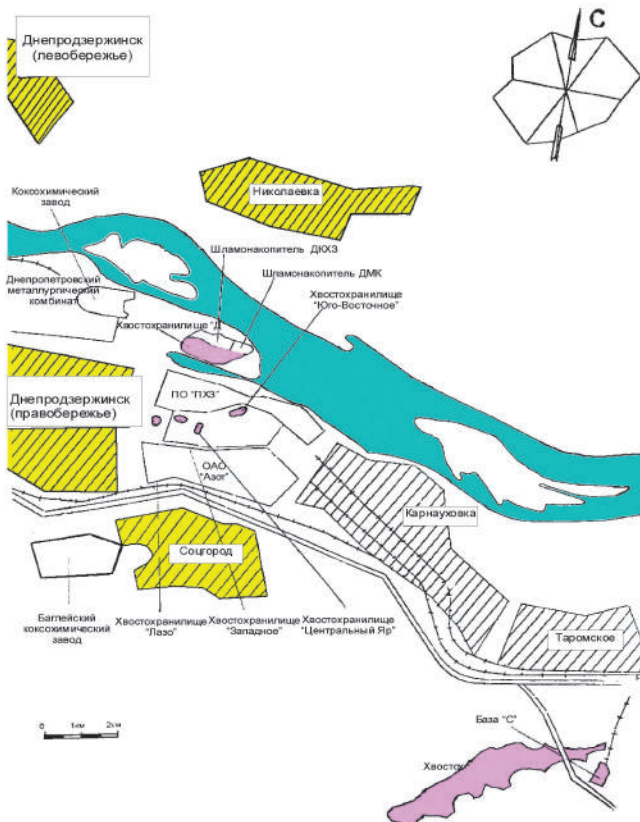 Днепродзержинск
(левобережье)
С
Николаевка
Коксохимический
завод
Шламонакопитель ДКХЗ
Шламонакопитель ДМК
Днепропетровский
металлургический
комбинат
Хвостохранилище
"Юго-Восточное"
Хвостохранилище "Д"
ПО "ПХЗ"
Днепродзержинск
(правобережье)
ОАО
"Азот"
Карнауховка
Соцгород
Баглейский
коксохимический
завод
Хвостохранилище
"Лазо"
Хвостохранилище
"Западное"
Хвостохранилище
"Центральный Яр"
Таромское
База "С"
0 1км 2км